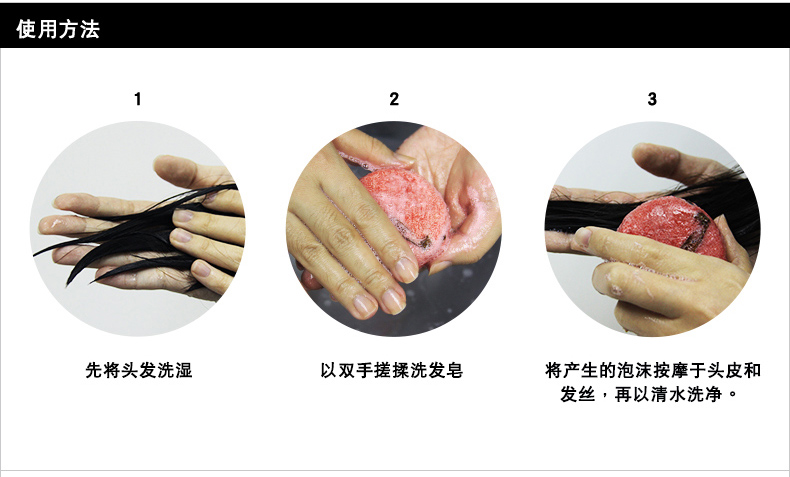 使用方法
1
2
3
先将头发洗湿
以双手搓揉洗发皂
将产生的泡沫按摩于头皮和
发丝，再以清水洗净。